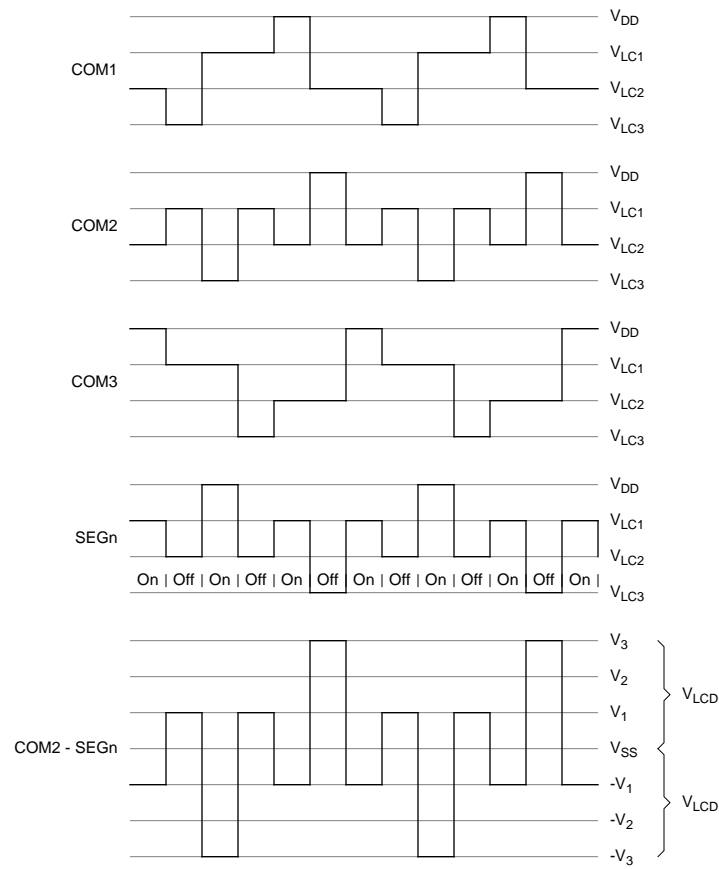 V_DD
COM1
V_LC1
V_LC2
V_LC3
V_DD
V_LC1
COM2
V_LC2
V_LC3
V_DD
V_LC1
COM3
V_LC2
V_LC3
V_DD
V_LC1
SEGn
V_LC2
On | Off | On | Off | On | Off | On | Off | On | Off | On |
V_LC3
V_3
V_2
V_LCD
V_1
COM2 - SEGn
V_SS
-V_1
V_LCD
-V_2
-V_3